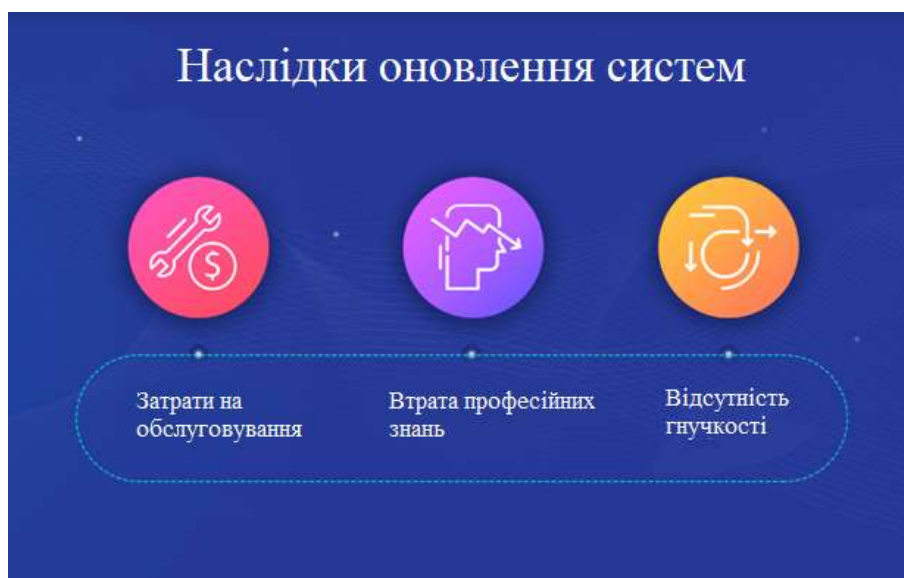 Наслідки оновлення систем
$
Затрати на
обслуговування
Втрата професійних
знань
Відсутність
гнучкості